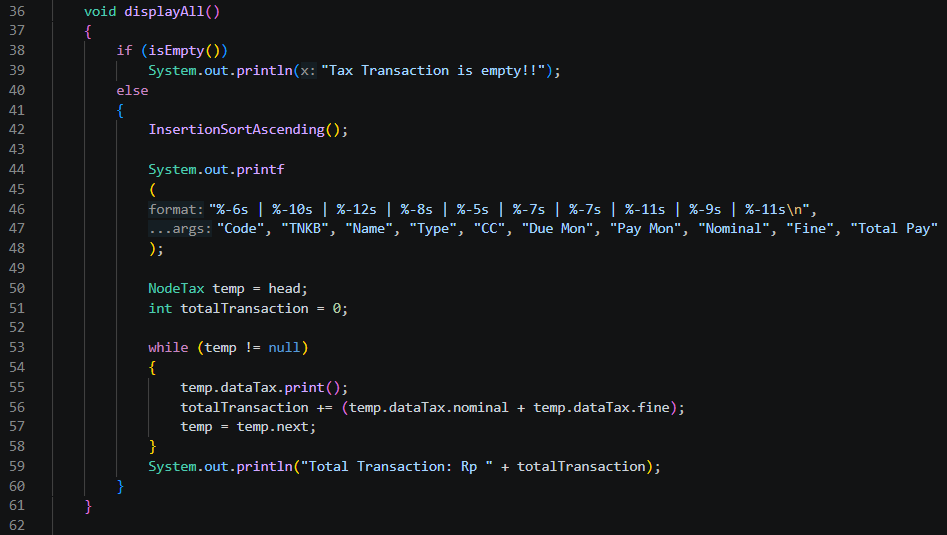 36 void displayAll()
37 {
38 if (isEmpty())
39 System.out.println(x: "Tax Transaction is empty!!");
40 else
41 {
42 InsertionSortAscending();
43
44 System.out.printf
45 (
46 format: "%-6s | %-10s | %-12s | %-8s | %-5s | %-7s | %-7s | %-11s | %-9s | %-11s\n",
47 ...args: "Code", "TNKB", "Name", "Type", "CC", "Due Mon", "Pay Mon", "Nominal", "Fine", "Total Pay"
48 );
49
50 NodeTax temp = head;
51 int totalTransaction = 0;
52
53 while (temp != null)
54 {
55 temp.dataTax.print();
56 totalTransaction += (temp.dataTax.nominal + temp.dataTax.fine);
57 temp = temp.next;
58 }
59 System.out.println("Total Transaction: Rp " + totalTransaction);
60 }
61 }
62